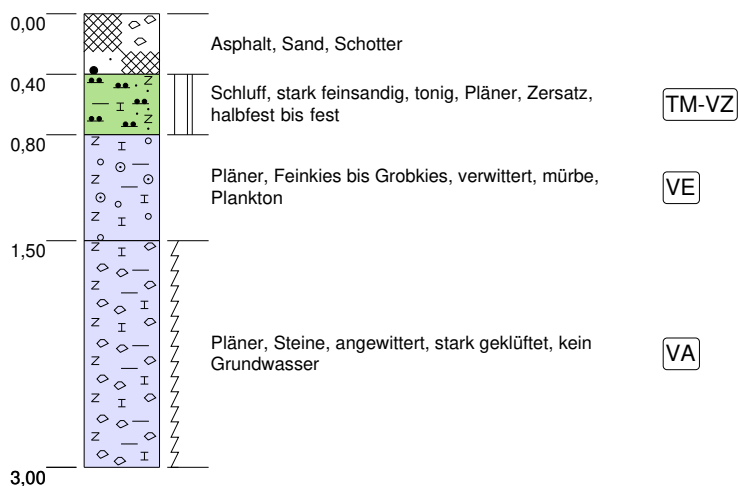 0,00
Asphalt, Sand, Schotter
0,40
Schluff, stark feinsandig, tonig, Pläner, Zersatz,
halbfest bis fest
TM-VZ
0,80
Pläner, Feinkies bis Grobkies, verwittert, mürbe,
Plankton
VE
1,50
Pläner, Steine, angewittert, stark geklüftet, kein
Grundwasser
VA
3,00